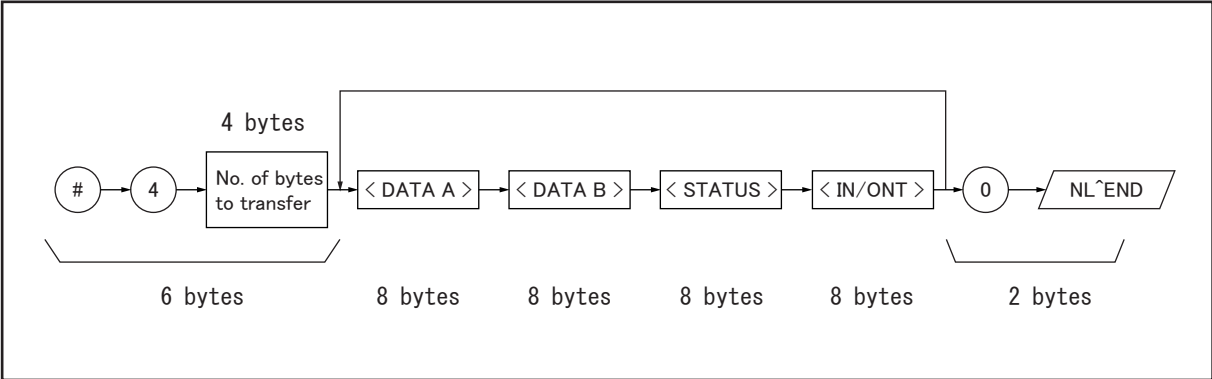 4 bytes
#
4
No. of bytes
to transfer
< DATA A >
< DATA B >
< STATUS >
< IN/ONT >
0
NL^END
6 bytes
8 bytes
8 bytes
8 bytes
8 bytes
2 bytes